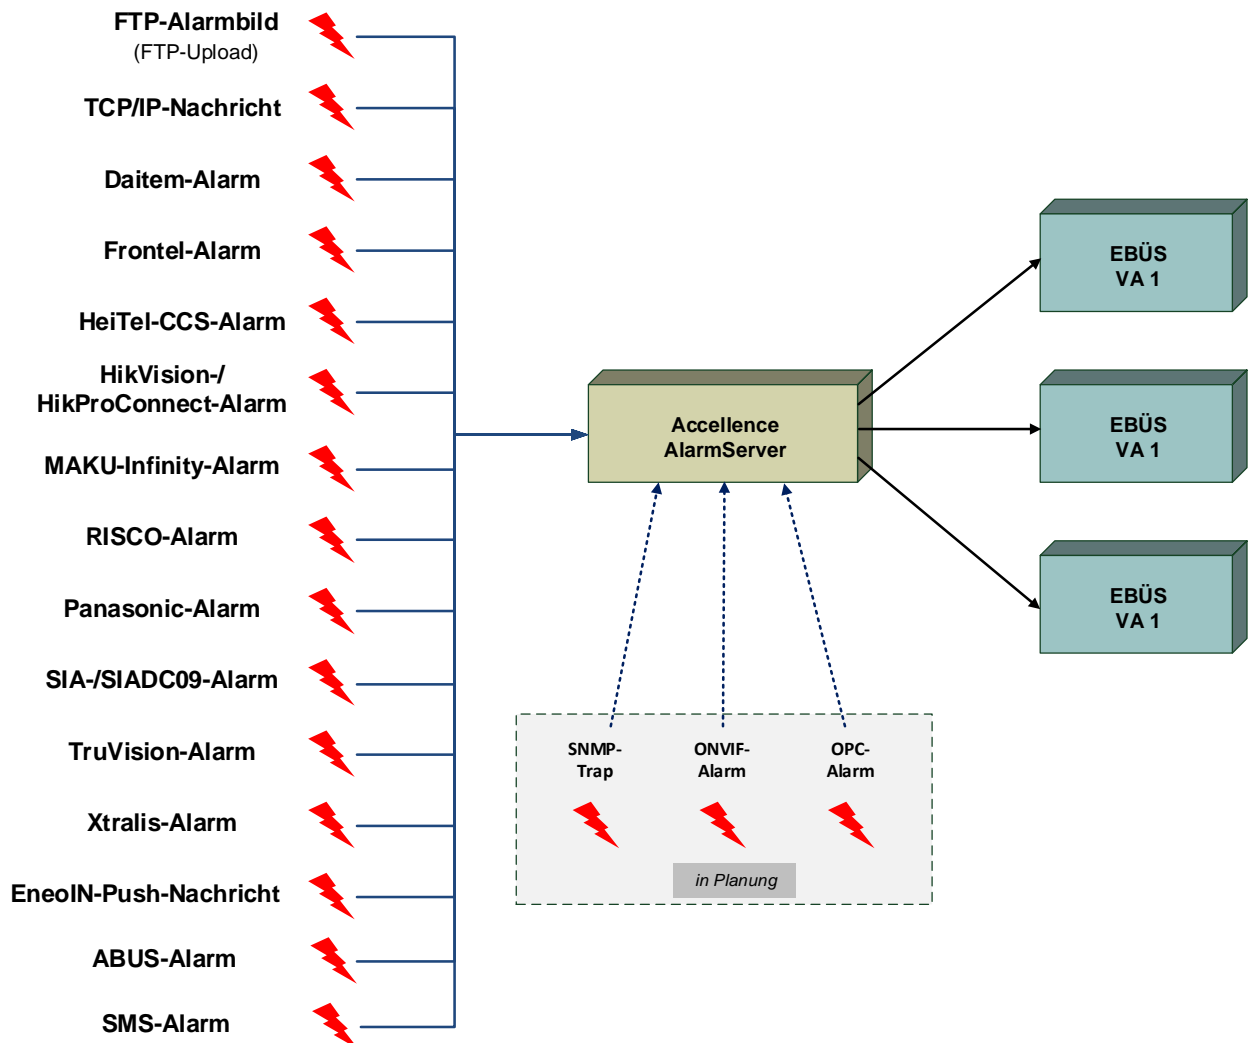 FTP-Alarmbild
(FTP-Upload)
TCP/IP-Nachricht
Daitem-Alarm
Frontel-Alarm
HeiTel-CCS-Alarm
HikVision-/
HikProConnect-Alarm
MAKU-Infinity-Alarm
RISCO-Alarm
Panasonic-Alarm
SIA-/SIADC09-Alarm
TruVision-Alarm
Xtralis-Alarm
EneoIN-Push-Nachricht
ABUS-Alarm
SMS-Alarm
Accellence
AlarmServer
SNMP-
Trap
ONVIF-
Alarm
OPC-
Alarm
in Planung
EBÜS
VA 1
EBÜS
VA 1
EBÜS
VA 1